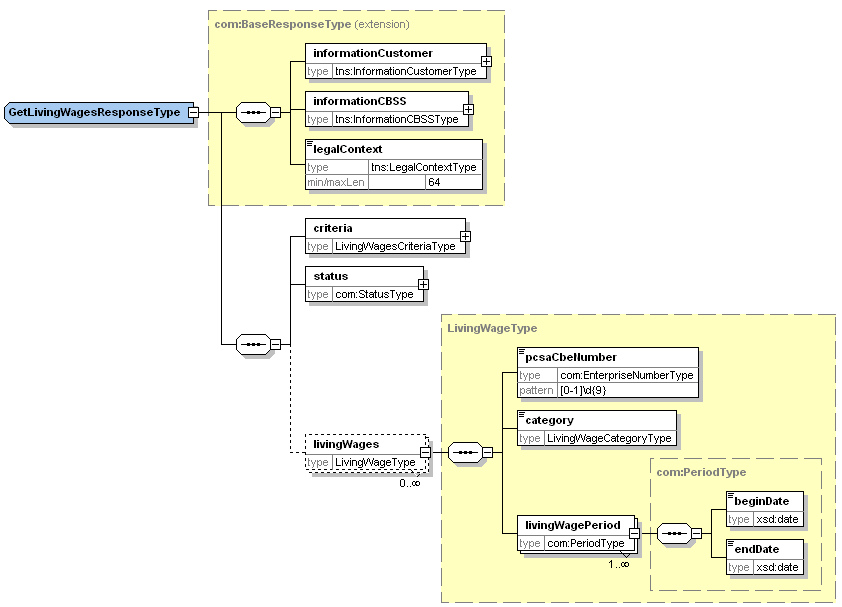 com:BaseResponseType (extension)
informationCustomer
type tns:InformationCustomerType
GetLivingWagesResponseType
informationCBSS
type tns:InformationCBSSType
legalContext
type tns:LegalContextType
min/maxLen 64
criteria
type LivingWagesCriteriaType
status
type com:StatusType
LivingWageType
pcsaCbeNumber
type com:EnterpriseNumberType
pattern [0-1]\d{9}
category
type LivingWageCategoryType
livingWages
type LivingWageType
0..∞
com:PeriodType
beginDate
type xsd:date
livingWagePeriod
type com:PeriodType
1..∞
endDate
type xsd:date